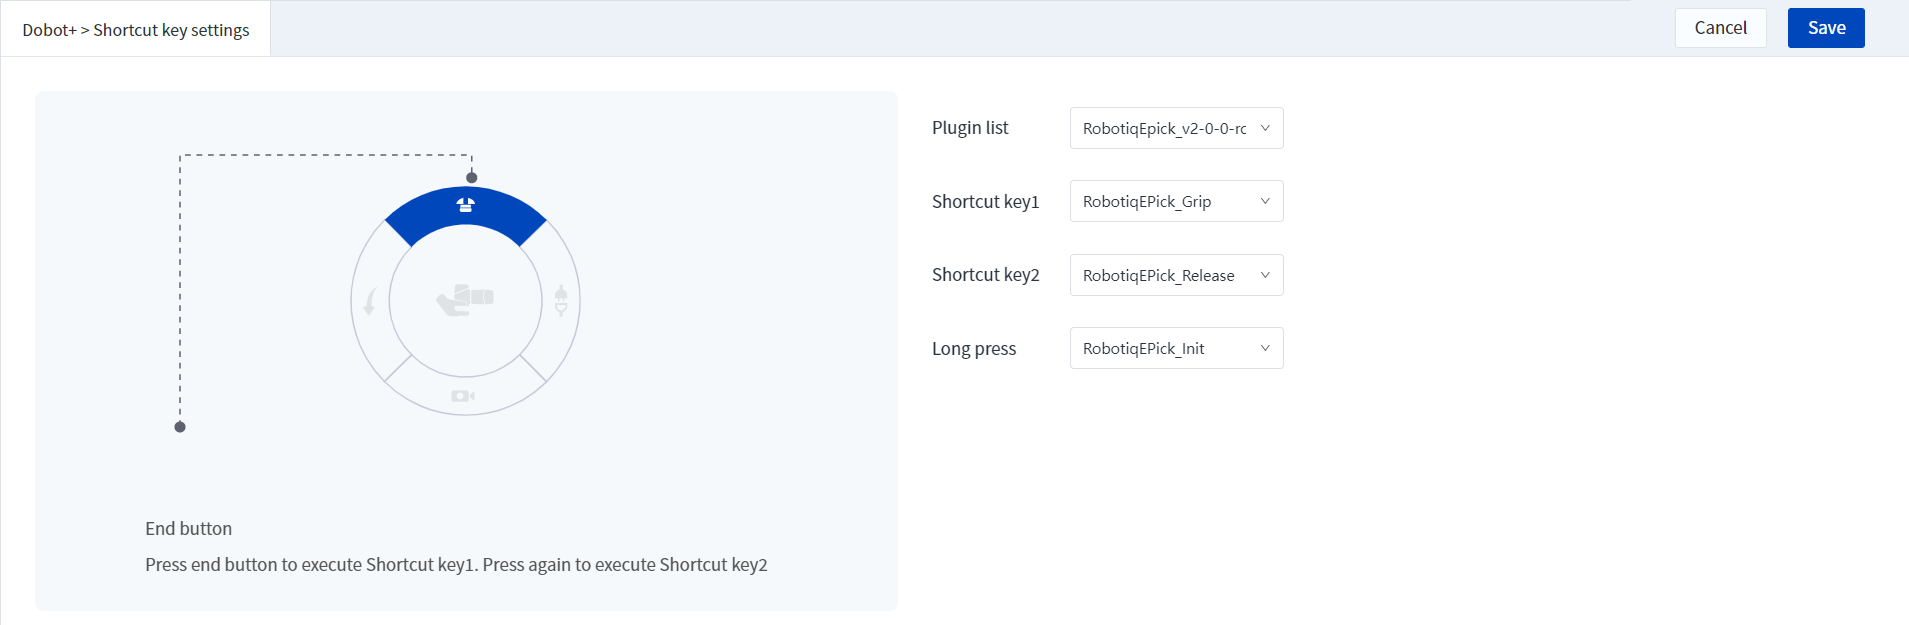 Dobot+ > Shortcut key settings
Cancel
Save
Plugin list
RobotiqEpick_v2-0-0-rc
Shortcut key1
RobotiqEPick_Grip
Shortcut key2
RobotiqEPick_Release
Long press
RobotiqEPick_Init
End button
Press end button to execute Shortcut key1. Press again to execute Shortcut key2